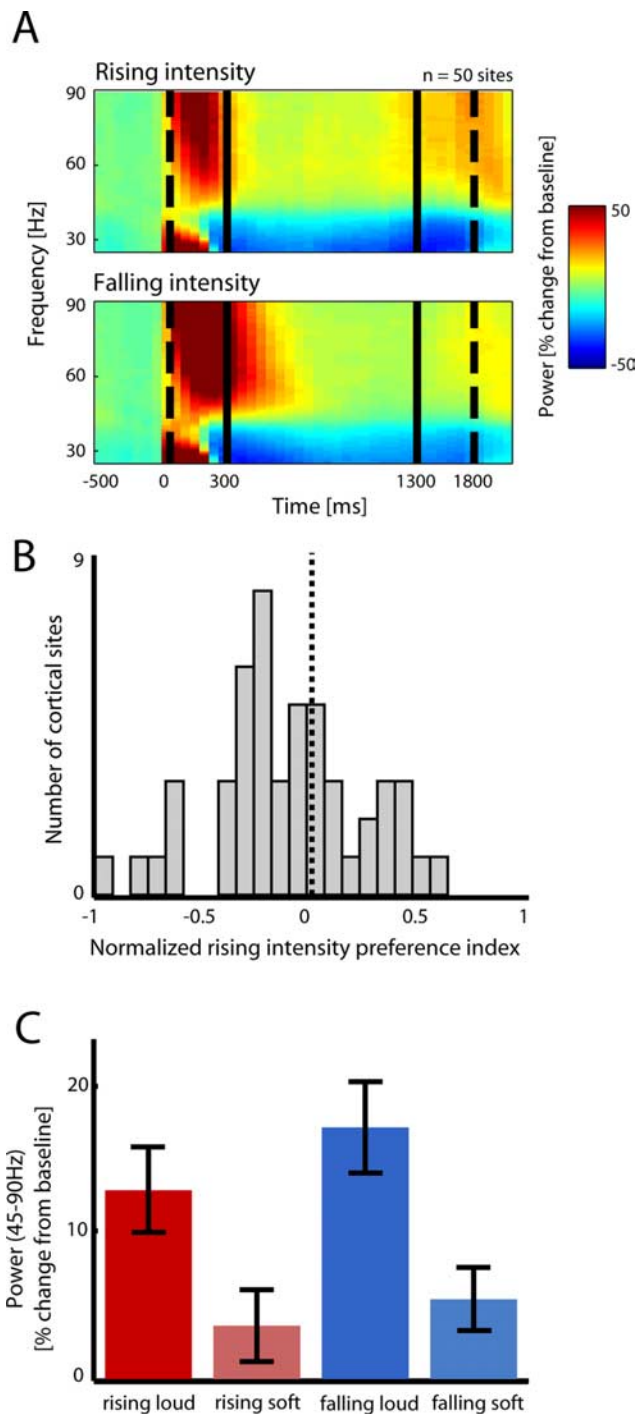 A
Rising intensity
n = 50 sites
90
60
30
Falling intensity
90
60
30
Frequency [Hz]
-500
0
300
1300
1800
Time [ms]
50
-50
Power [% change from baseline]
B
9
0
Number of cortical sites
-1
-0.5
0
0.5
1
Normalized rising intensity preference index
C
20
10
0
Power (45-90Hz)
[% change from baseline]
rising loud
rising soft
falling loud
falling soft